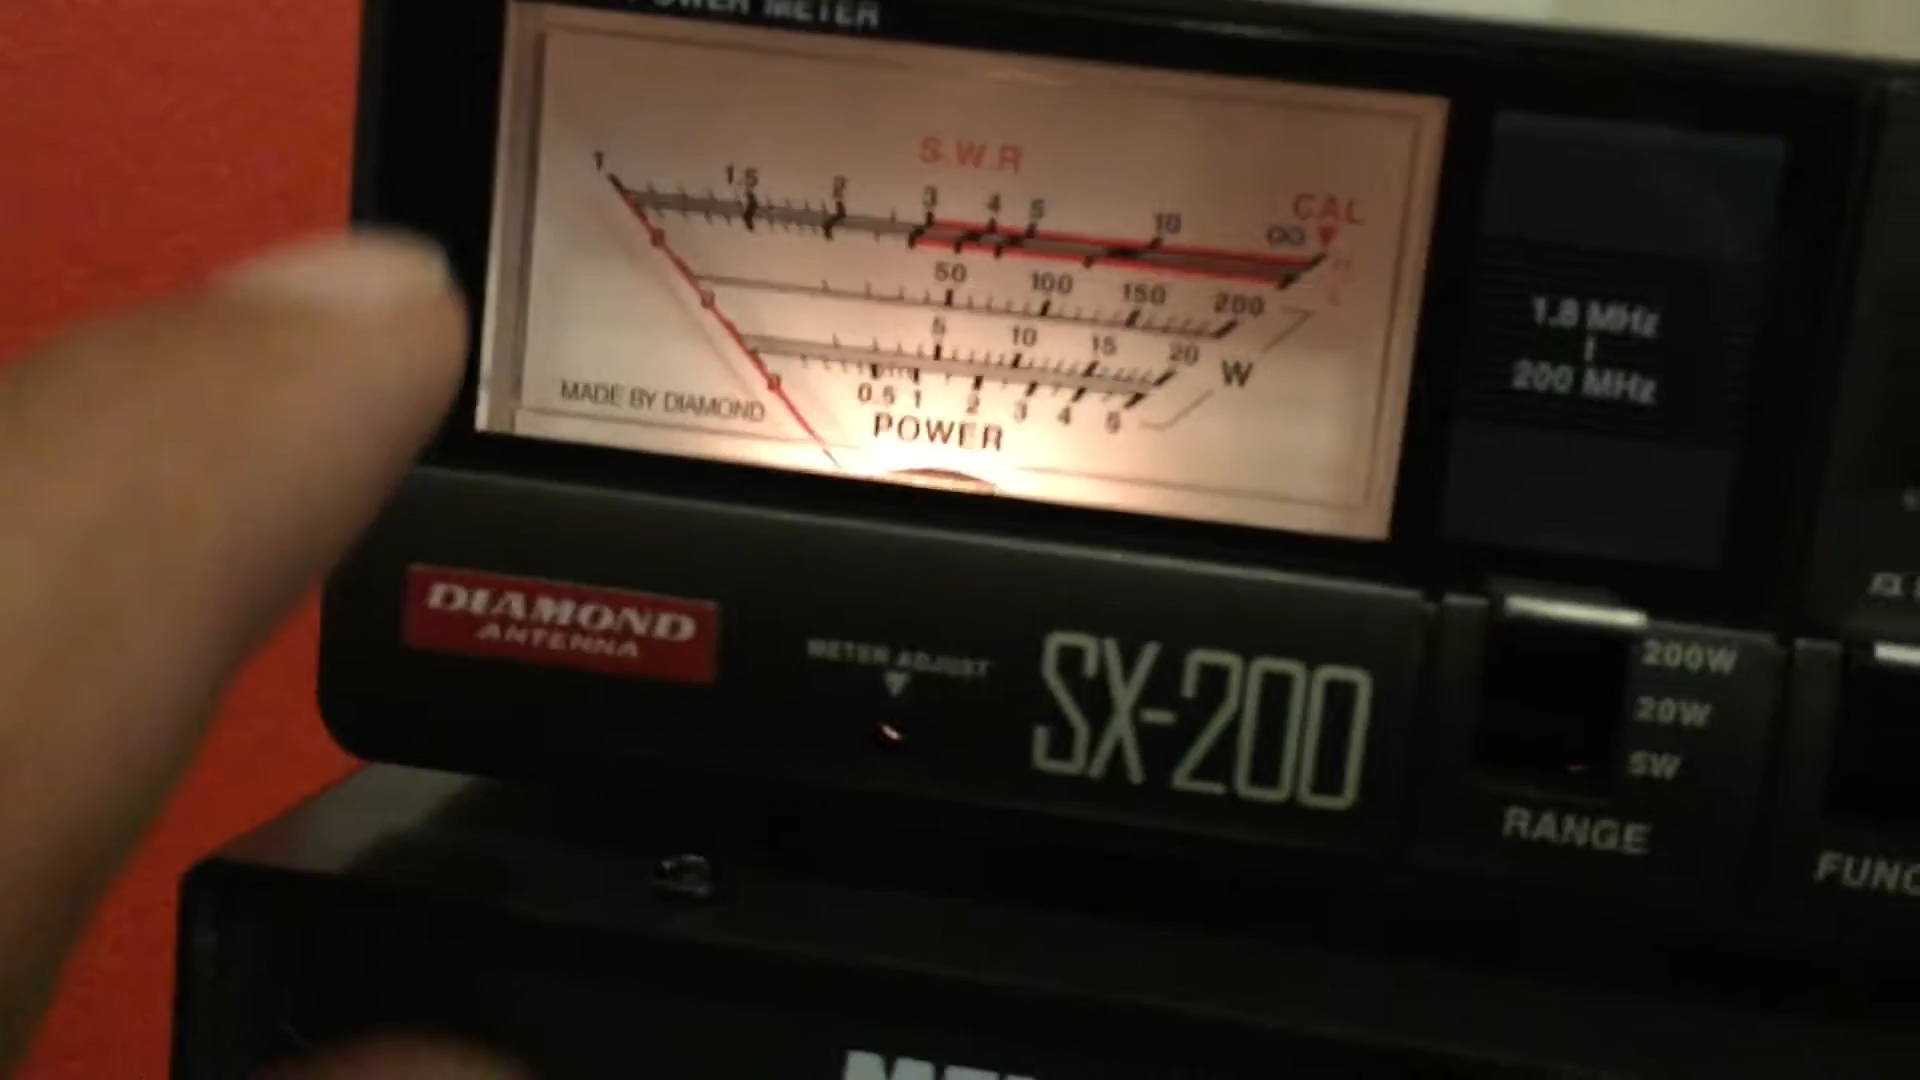 POWER METER
S.W.R
1 1.5 2 3 4 5 10 ∞ CAL
H
L
50 100 150 200
5 10 15 20 W
0.5 1 2 3 4 5
MADE BY DIAMOND
POWER
1.8 MHz
200 MHz
DIAMOND
ANTENNA
METER ADJUST
SX-200
200W
20W
5W
RANGE
FUNC